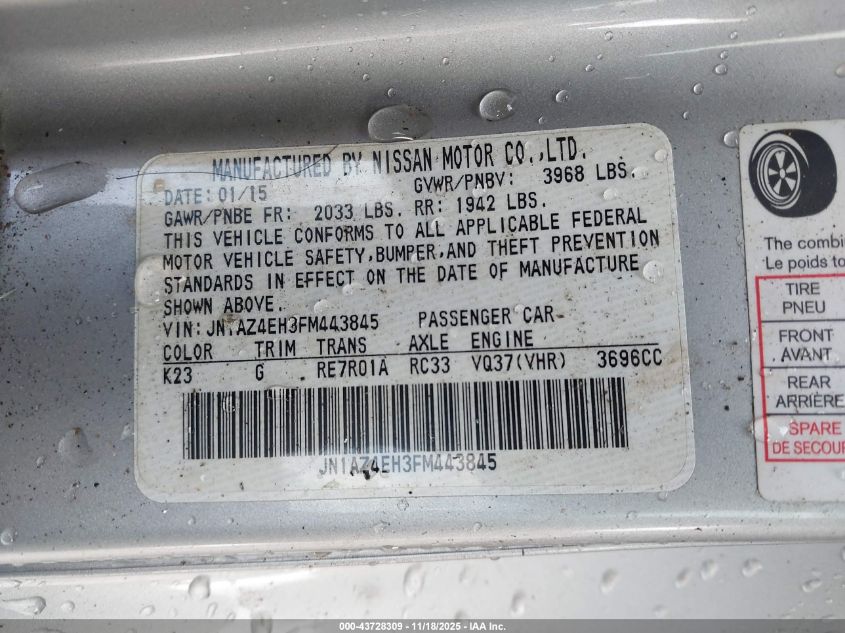 MANUFACTURED BY NISSAN MOTOR CO.,LTD.
DATE: 01/15 GVWR/PNBV: 3968 LBS.
GAWR/PNBE FR: 2033 LBS. RR: 1942 LBS.
THIS VEHICLE CONFORMS TO ALL APPLICABLE FEDERAL
MOTOR VEHICLE SAFETY,BUMPER,AND THEFT PREVENTION
STANDARDS IN EFFECT ON THE DATE OF MANUFACTURE
SHOWN ABOVE.
VIN:JN1AZ4EH3FM443845 PASSENGER CAR
COLOR TRIM TRANS AXLE ENGINE
K23 G RE7R01A RC33 VQ37(VHR) 3696CC
JN1AZ4EH3FM443845
The combi
Le poids to
TIRE
PNEU
FRONT
AVANT
REAR
ARRIÈRE
SPARE
DE SECOUR
000-43728309 - 11/18/2025 - IAA Inc.